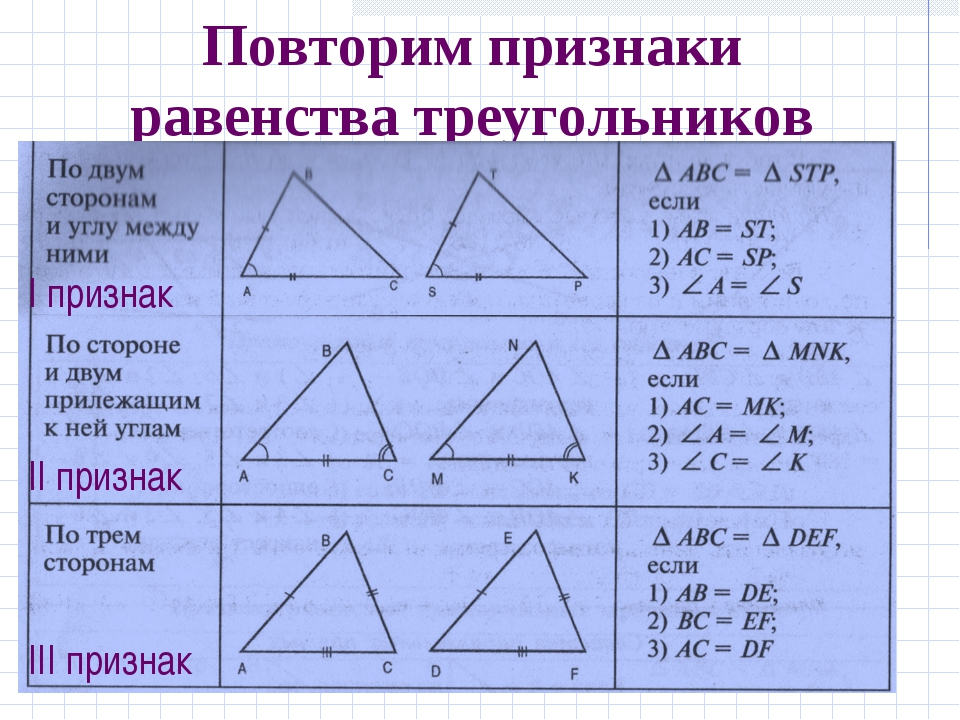 Повторим признаки
равенства треугольников
По двум
сторонам
и углу между
ними
I признак
B
A
C
T
S
P
Δ ABC = Δ STP,
если
1) AB = ST;
2) AC = SP;
3) ∠ A = ∠ S
По стороне
и двум
прилежащим
к ней углам
II признак
B
A
C
N
M
K
Δ ABC = Δ MNK,
если
1) AC = MK;
2) ∠ A = ∠ M;
3) ∠ C = ∠ K
По трем
сторонам
III признак
B
A
C
E
D
F
Δ ABC = Δ DEF,
если
1) AB = DE;
2) BC = EF;
3) AC = DF